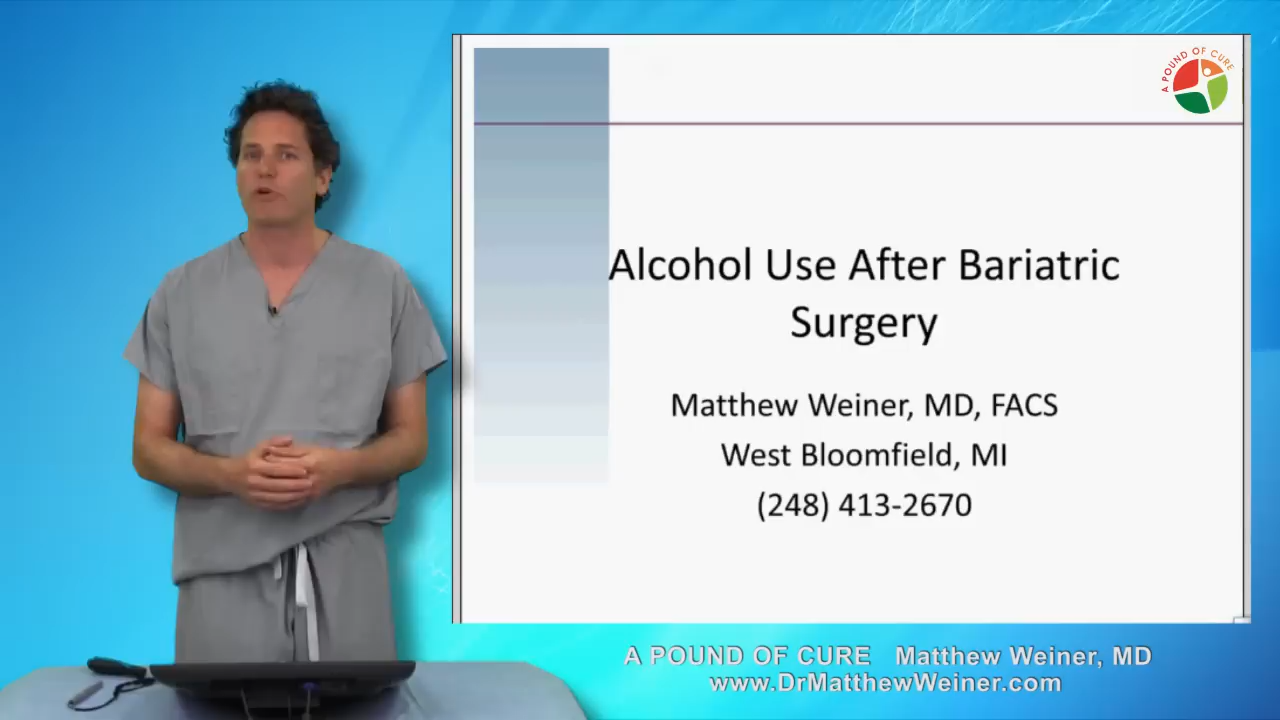 A POUND OF CURE
Alcohol Use After Bariatric
Surgery
Matthew Weiner, MD, FACS
West Bloomfield, MI
(248) 413-2670
A POUND OF CURE Matthew Weiner, MD
www.DrMatthewWeiner.com